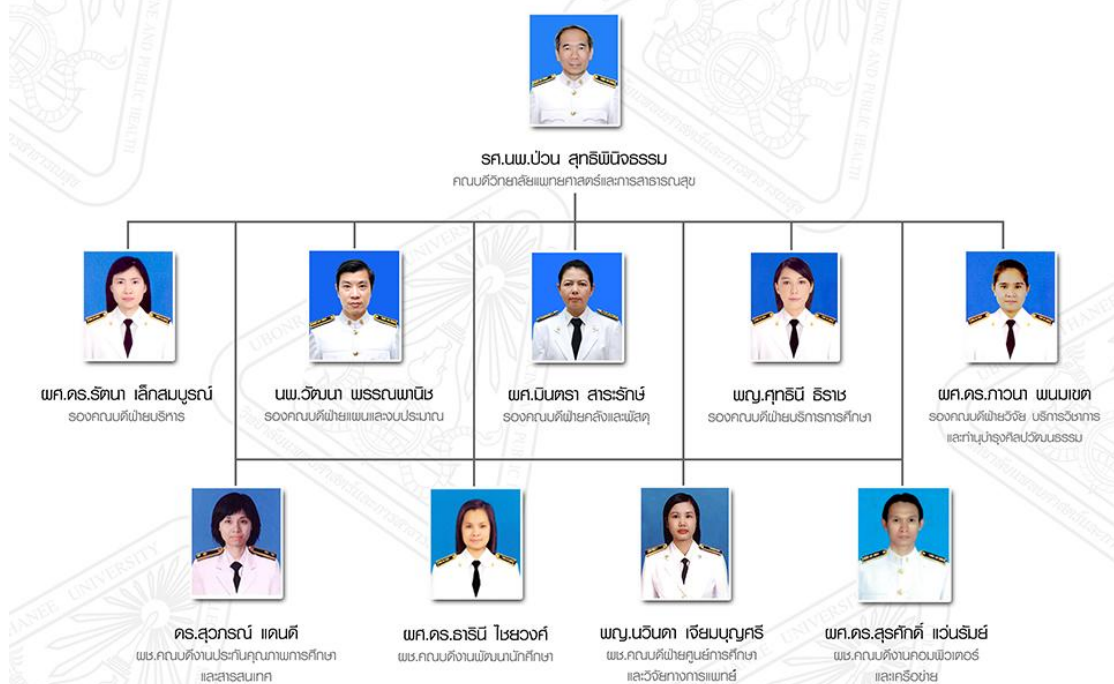 รศ.นพ.ป่วน สุทธิพินิจธรรม
คณบดีวิทยาลัยแพทยศาสตร์และการสาธารณสุข
ผศ.ดร.รัตนา เล็กสมบูรณ์
รองคณบดีฝ่ายบริหาร
นพ.วัฒนา พรรณพานิช
รองคณบดีฝ่ายแผนและงบประมาณ
ผศ.มินตรา สาระรักษ์
รองคณบดีฝ่ายคลังและพัสดุ
พญ.ศุทธินี ธิราช
รองคณบดีฝ่ายบริการการศึกษา
ผศ.ดร.ภาวนา พนมเขต
รองคณบดีฝ่ายวิจัย บริการวิชาการ
และทำนุบำรุงศิลปวัฒนธรรม
ดร.สุวภรณ์ แดนดี
ผช.คณบดีงานประกันคุณภาพการศึกษา
และสารสนเทศ
ผศ.ดร.ธารินี ไชยวงศ์
ผช.คณบดีงานพัฒนานักศึกษา
พญ.นวินดา เจียมบุญศรี
ผช.คณบดีฝ่ายศูนย์การศึกษา
และวิจัยทางการแพทย์
ผศ.ดร.สุรศักดิ์ แว่นรัมย์
ผช.คณบดีงานคอมพิวเตอร์
และเครือข่าย